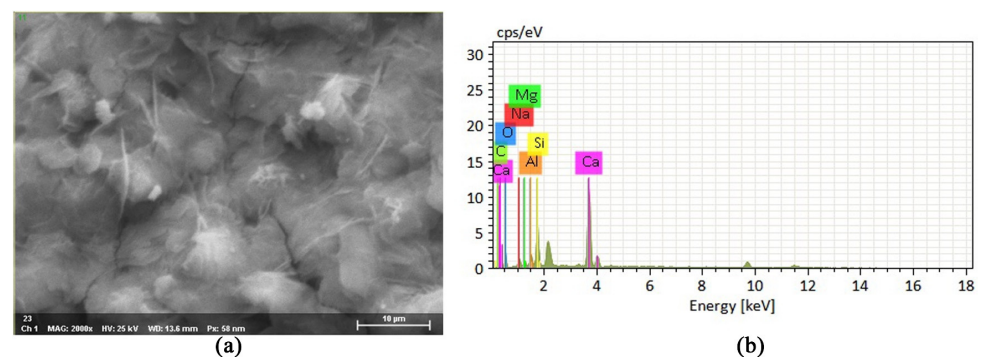 23
Ch 1 MAG: 2000x HV: 25 kV WD: 13.6 mm Px: 58 nm
10 µm
(a)
cps/eV
30
25
20
15
10
5
0
Mg
Na
O
Si
C
Al
Ca
Ca
2 4 6 8 10 12 14 16 18
Energy [keV]
(b)